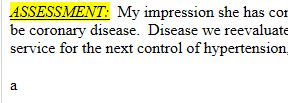 ASSESSMENT: My impression she has cor
be coronary disease. Disease we reevaluate
service for the next control of hypertension,
a